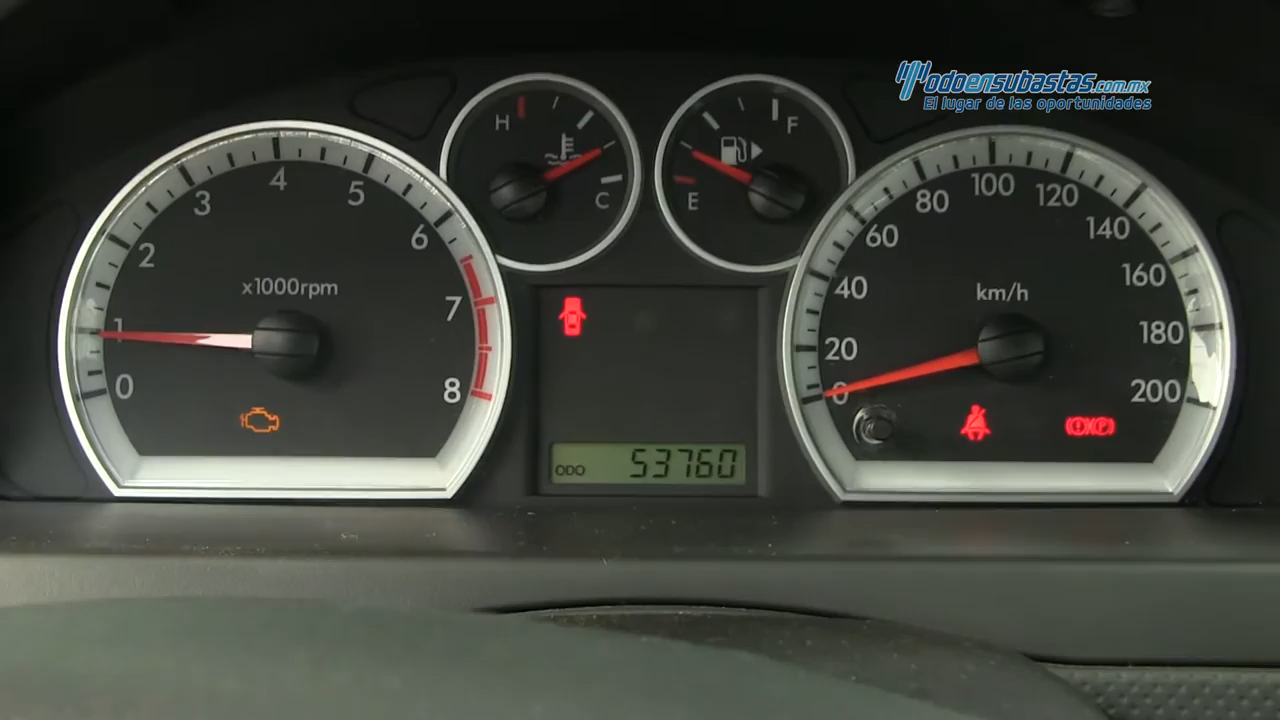 Todoensubastas.com.mx
El lugar de las oportunidades
0
1
2
3
4
5
6
7
8
x1000rpm
H
C
E
F
ODO 53760
0
20
40
60
80
100
120
140
160
180
200
km/h
P